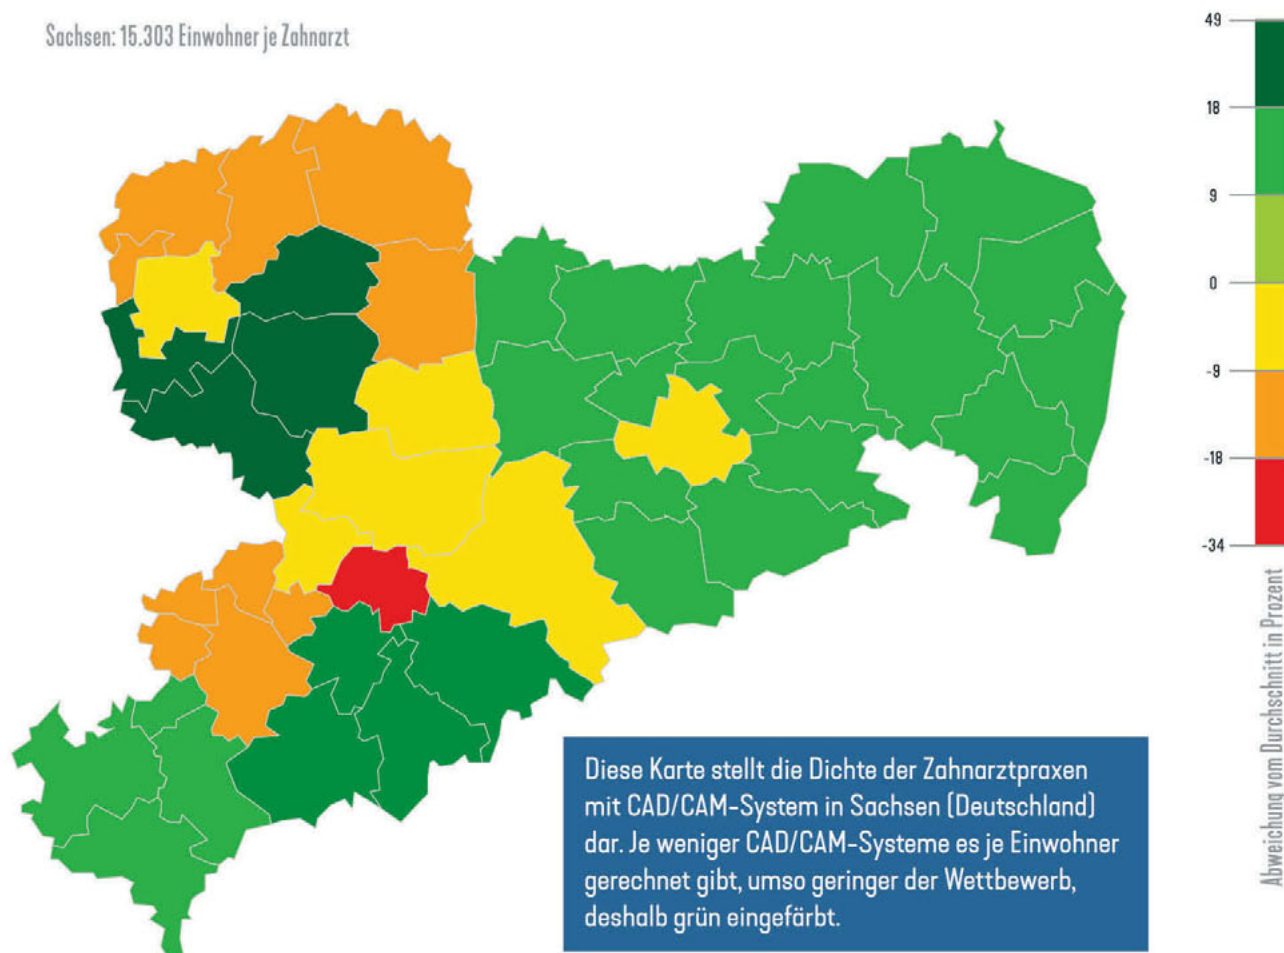 Sachsen: 15.303 Einwohner je Zahnarzt
49
18
9
0
-9
-18
-34
Abweichung vom Durchschnitt in Prozent
Diese Karte stellt die Dichte der Zahnarztpraxen
mit CAD/CAM-System in Sachsen (Deutschland)
dar. Je weniger CAD/CAM-Systeme es je Einwohner
gerechnet gibt, umso geringer der Wettbewerb,
deshalb grün eingefärbt.